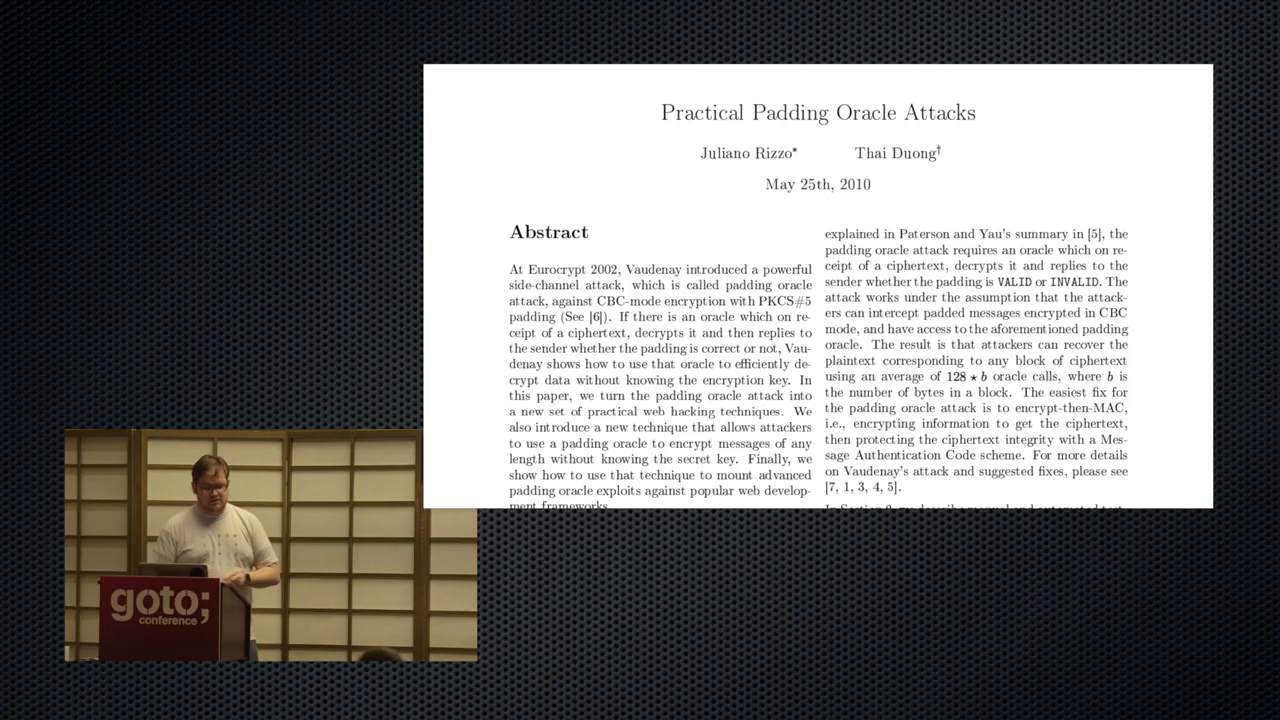 Practical Padding Oracle Attacks
Juliano Rizzo* Thai Duong†
May 25th, 2010
Abstract
At Eurocrypt 2002, Vaudenay introduced a powerful
side-channel attack, which is called padding oracle
attack, against CBC-mode encryption with PKCS#5
padding (See [6]). If there is an oracle which on re-
ceipt of a ciphertext, decrypts it and then replies to
the sender whether the padding is correct or not, Vau-
denay shows how to use that oracle to efficiently de-
crypt data without knowing the encryption key. In
this paper, we turn the padding oracle attack into
a new set of practical web hacking techniques. We
also introduce a new technique that allows attackers
to use a padding oracle to encrypt messages of any
length without knowing the secret key. Finally, we
show how to use that technique to mount advanced
padding oracle exploits against popular web develop-
ment frameworks.
explained in Paterson and Yau's summary in [5], the
padding oracle attack requires an oracle which on re-
ceipt of a ciphertext, decrypts it and replies to the
sender whether the padding is VALID or INVALID. The
attack works under the assumption that the attack-
ers can intercept padded messages encrypted in CBC
mode, and have access to the aforementioned padding
oracle. The result is that attackers can recover the
plaintext corresponding to any block of ciphertext
using an average of 128 ⋆ b oracle calls, where b is
the number of bytes in a block. The easiest fix for
the padding oracle attack is to encrypt-then-MAC,
i.e., encrypting information to get the ciphertext,
then protecting the ciphertext integrity with a Mes-
sage Authentication Code scheme. For more details
on Vaudenay's attack and suggested fixes, please see
[7, 1, 3, 4, 5].
goto;
conference